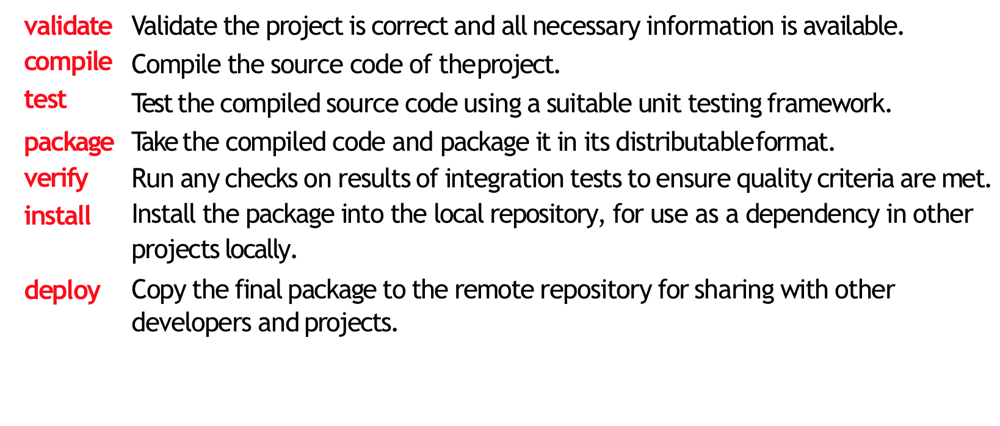 validate Validate the project is correct and all necessary information is available.
compile Compile the source code of theproject.
test Test the compiled source code using a suitable unit testing framework.
package Take the compiled code and package it in its distributableformat.
verify Run any checks on results of integration tests to ensure quality criteria are met.
install Install the package into the local repository, for use as a dependency in other
projects locally.
deploy Copy the final package to the remote repository for sharing with other
developers and projects.